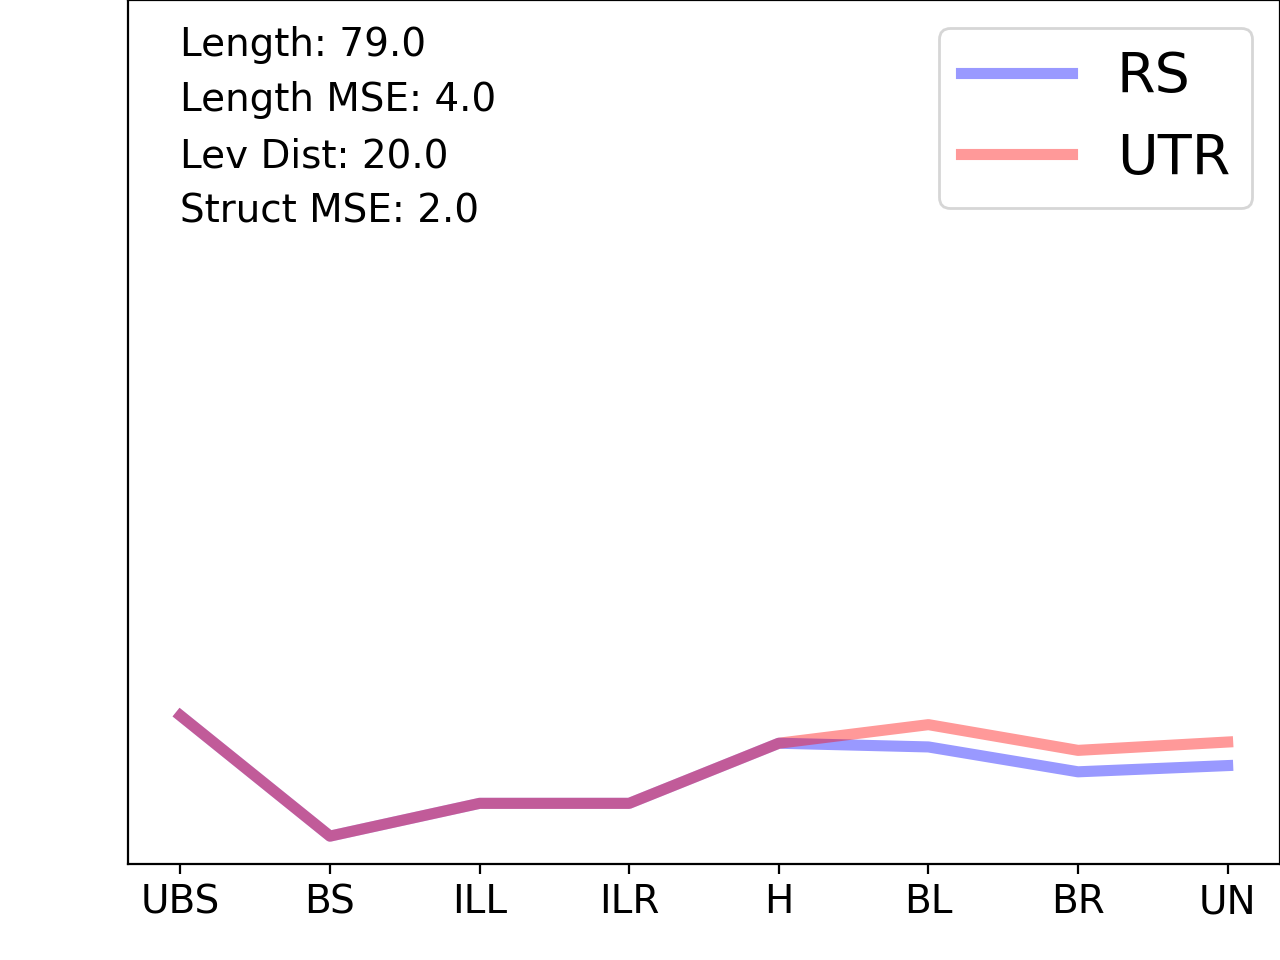 Length: 79.0
Length MSE: 4.0
Lev Dist: 20.0
Struct MSE: 2.0
RS
UTR
UBS BS ILL ILR H BL BR UN